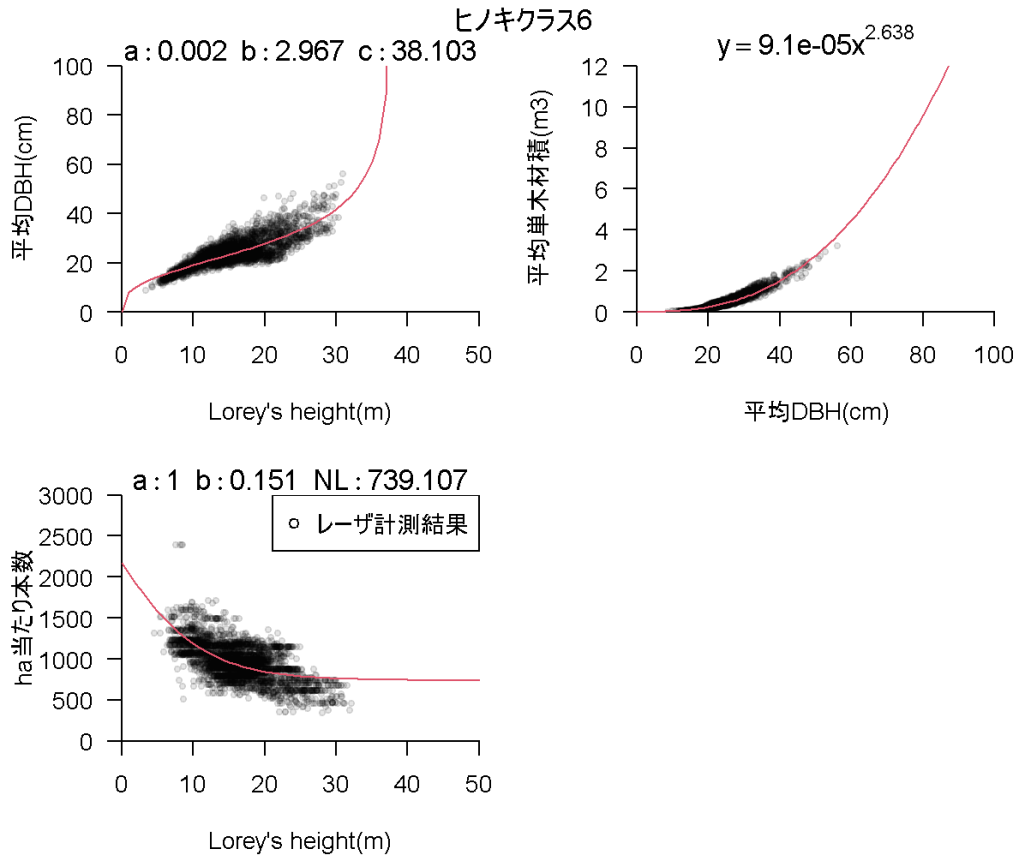 ヒノキクラス6
a : 0.002 b : 2.967 c : 38.103
100
80
60
40
20
0
平均DBH(cm)
0 10 20 30 40 50
Lorey's height(m)
y = 9.1e-05x^2.638
12
10
8
6
4
2
0
平均単木材積(m3)
0 20 40 60 80 100
平均DBH(cm)
a : 1 b : 0.151 NL : 739.107
3000
2500
2000
1500
1000
500
0
ha当たり本数
レーザ計測結果
0 10 20 30 40 50
Lorey's height(m)